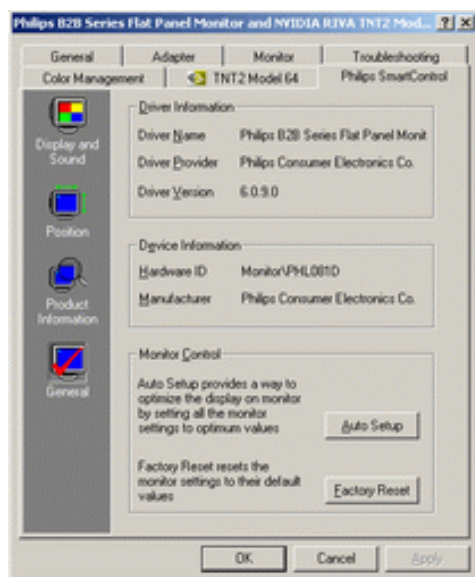 Philips B2B Series Flat Panel Monitor and NVIDIA RIVA TNT2 Mod...
General Adapter Monitor Troubleshooting
Color Management TNT2 Model 64 Philips SmartControl
Display and
Sound
Position
Product
Information
General
Driver Information
Driver Name Philips B2B Series Flat Panel Monit
Driver Provider Philips Consumer Electronics Co.
Driver Version 6.0.9.0
Device Information
Hardware ID Monitor\PHL081D
Manufacturer Philips Consumer Electronics Co.
Monitor Control
Auto Setup provides a way to
optimize the display on monitor
by setting all the monitor
settings to optimum values
Auto Setup
Factory Reset resets the
monitor settings to their default
values
Factory Reset
OK Cancel Apply